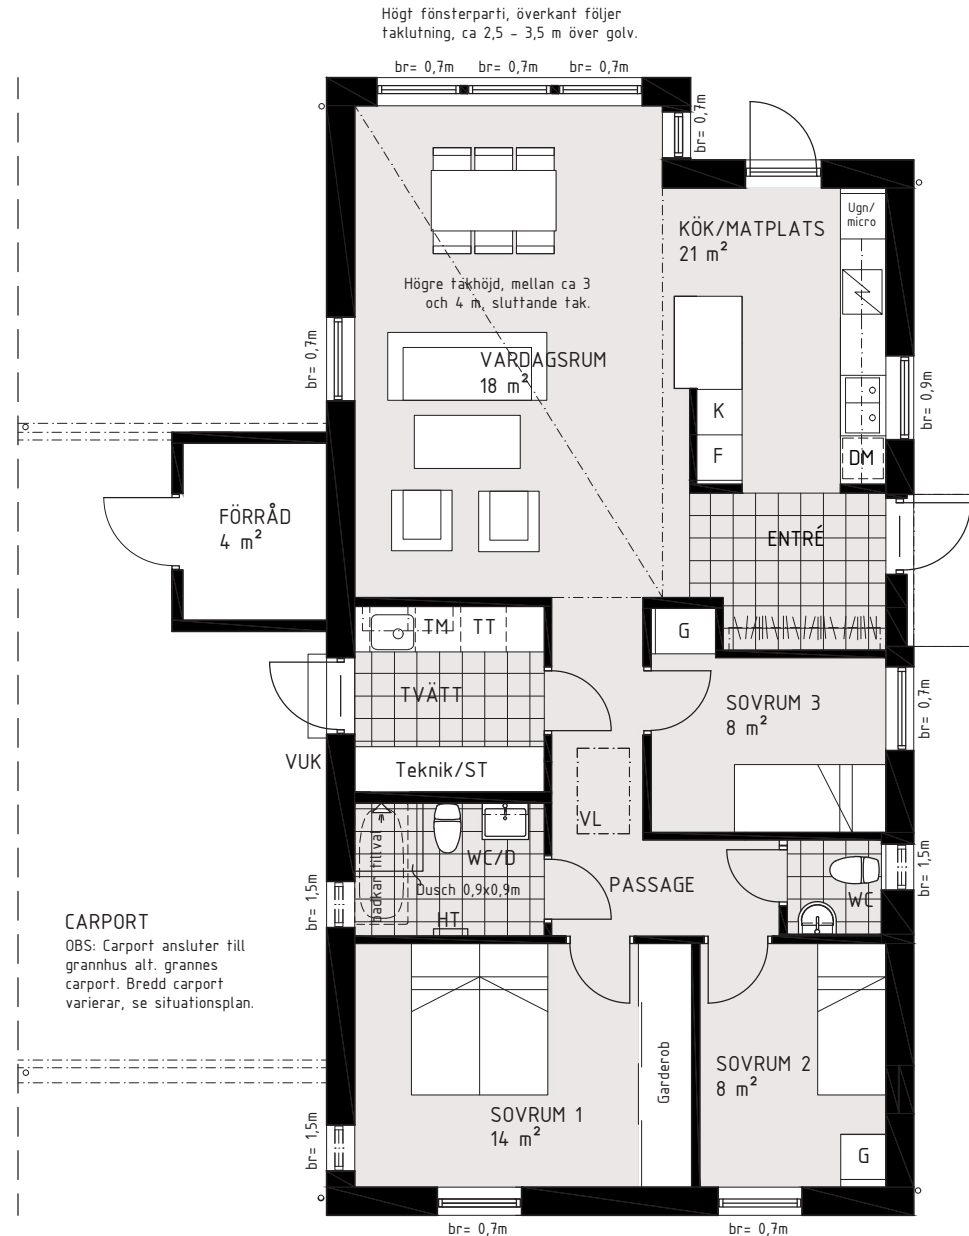 Högt fönsterparti, överkant följer
taklutning, ca 2,5 - 3,5 m över golv.
br= 0,7m
br= 0,7m
br= 0,7m
br= 0,7m
Ugn/
micro
KÖK/MATPLATS
21 m²
Högre takhöjd, mellan ca 3
och 4 m, sluttande tak.
br= 0,7m
VARDAGSRUM
18 m²
br= 0,9m
K
F
DM
FÖRRÅD
4 m²
ENTRÉ
TM
TT
G
TVÄTT
SOVRUM 3
8 m²
br= 0,7m
VUK
Teknik/ST
VL
badkar tillval
WC/D
Dusch 0,9x0,9m
HT
br= 1,5m
PASSAGE
WC
br= 1,5m
CARPORT
OBS: Carport ansluter till
grannhus alt. grannes
carport. Bredd carport
varierar, se situationsplan.
Garderob
SOVRUM 2
8 m²
SOVRUM 1
14 m²
br= 1,5m
G
br= 0,7m
br= 0,7m